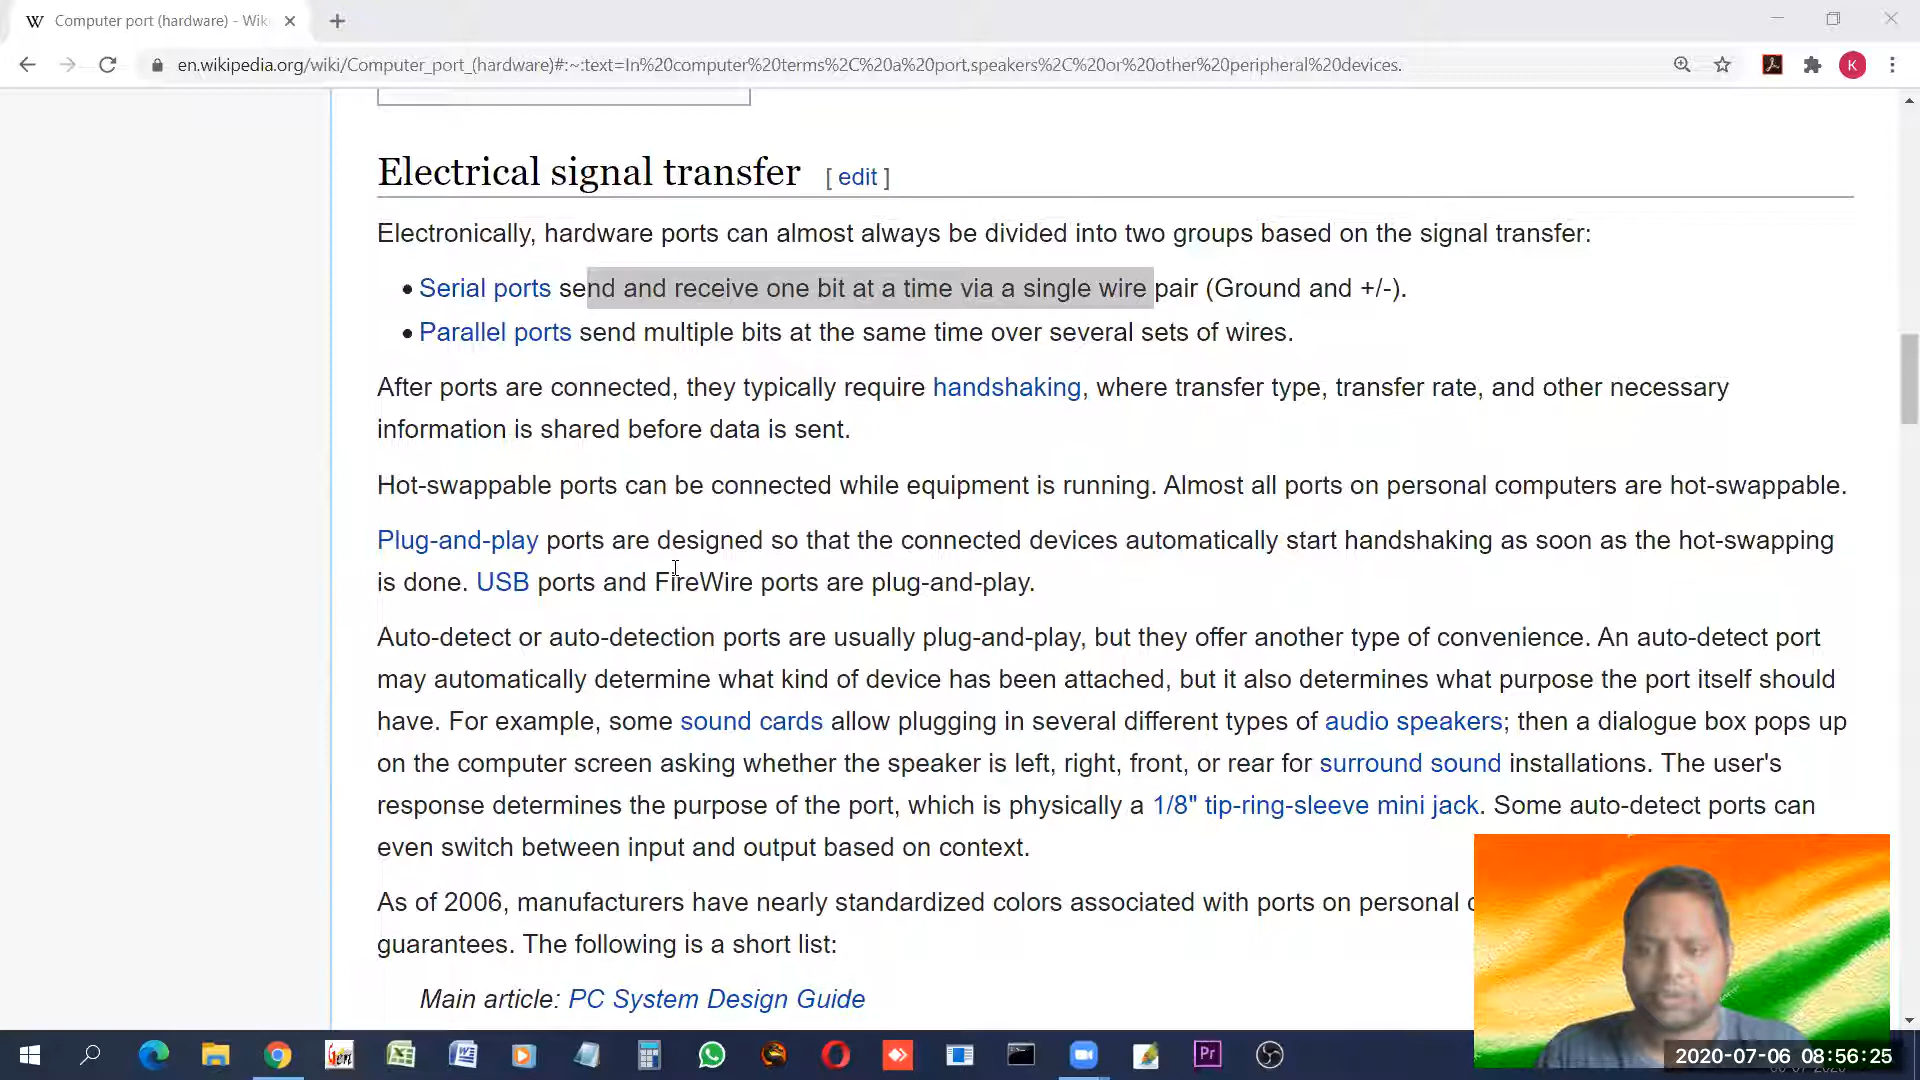 Computer port (hardware) - Wiki
en.wikipedia.org/wiki/Computer_port_(hardware)#:~:text=In%20computer%20terms%2C%20a%20port,speakers%2C%20or%20other%20peripheral%20devices.
K
Electrical signal transfer [ edit ]
Electronically, hardware ports can almost always be divided into two groups based on the signal transfer:
• Serial ports send and receive one bit at a time via a single wire pair (Ground and +/-).
• Parallel ports send multiple bits at the same time over several sets of wires.
After ports are connected, they typically require handshaking, where transfer type, transfer rate, and other necessary
information is shared before data is sent.
Hot-swappable ports can be connected while equipment is running. Almost all ports on personal computers are hot-swappable.
Plug-and-play ports are designed so that the connected devices automatically start handshaking as soon as the hot-swapping
is done. USB ports and FireWire ports are plug-and-play.
Auto-detect or auto-detection ports are usually plug-and-play, but they offer another type of convenience. An auto-detect port
may automatically determine what kind of device has been attached, but it also determines what purpose the port itself should
have. For example, some sound cards allow plugging in several different types of audio speakers; then a dialogue box pops up
on the computer screen asking whether the speaker is left, right, front, or rear for surround sound installations. The user's
response determines the purpose of the port, which is physically a 1/8" tip-ring-sleeve mini jack. Some auto-detect ports can
even switch between input and output based on context.
As of 2006, manufacturers have nearly standardized colors associated with ports on personal
guarantees. The following is a short list:
Main article: PC System Design Guide
Gen
Pr
2020-07-06 08:56:25